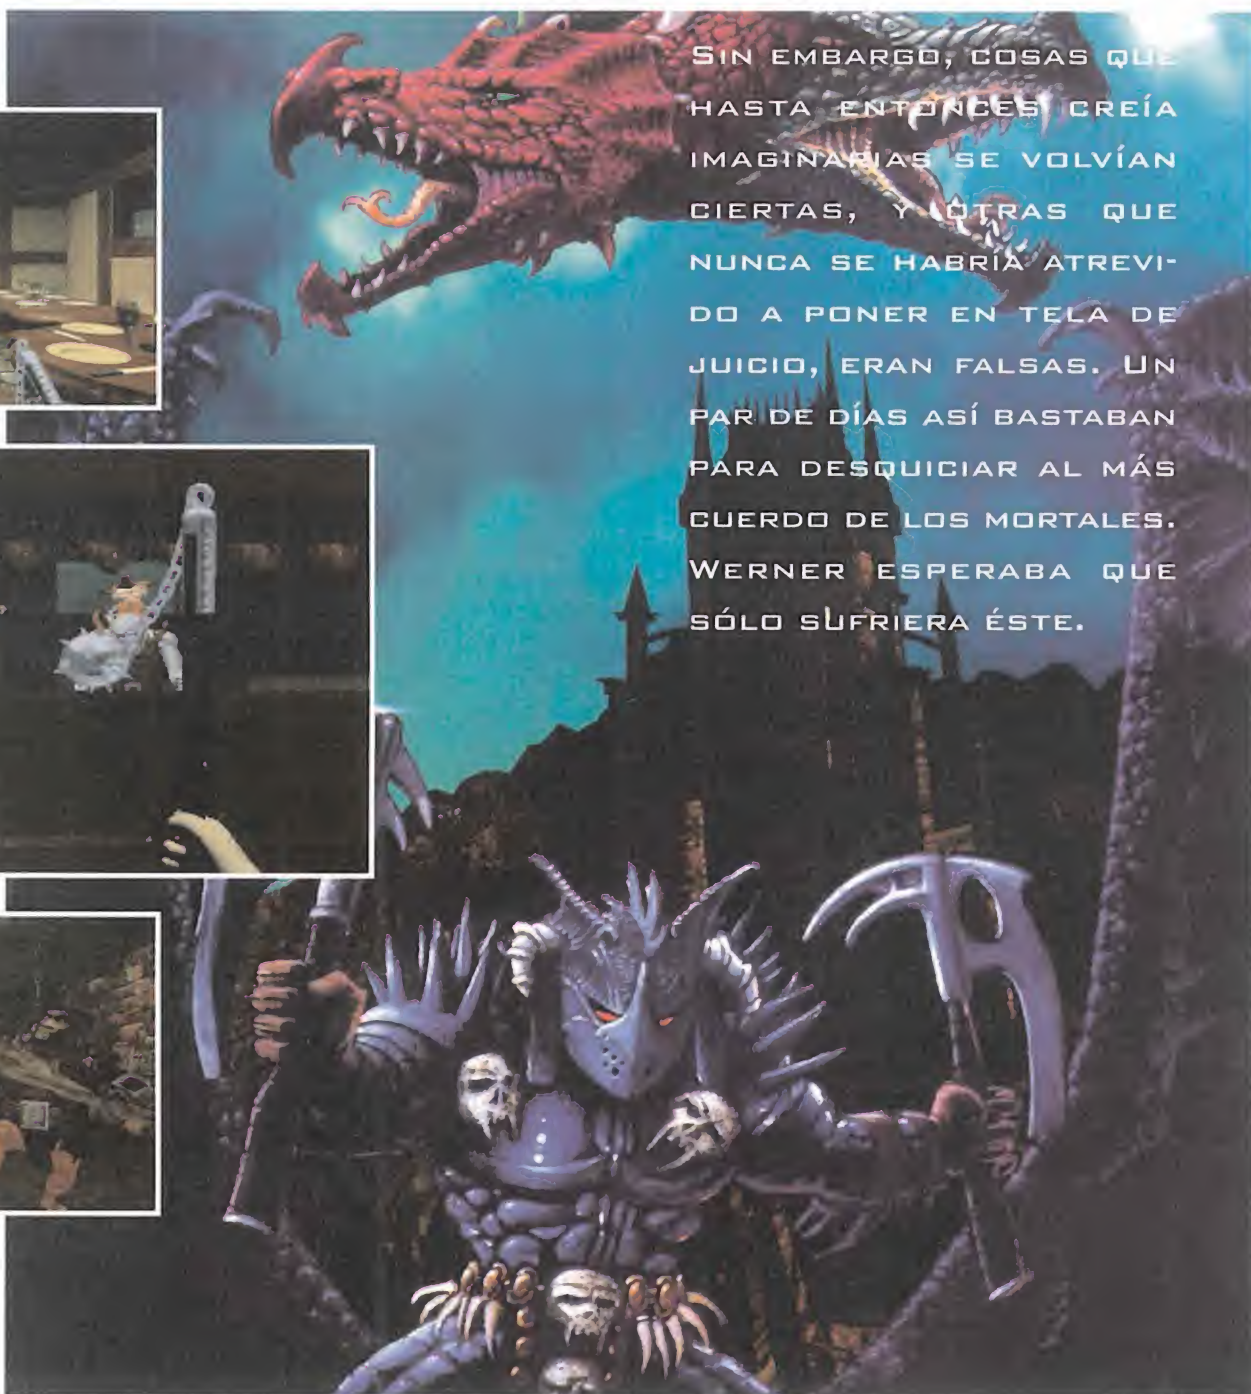 SIN EMBARGO, COSAS QUE
HASTA ENTONCES CREÍA
IMAGINARIAS SE VOLVÍAN
CIERTAS, Y OTRAS QUE
NUNCA SE HABRÍA ATREVI-
DO A PONER EN TELA DE
JUICIO, ERAN FALSAS. UN
PAR DE DÍAS ASÍ BASTABAN
PARA DESQUICIAR AL MÁS
CUERDO DE LOS MORTALES.
WERNER ESPERABA QUE
SÓLO SUFRIERA ÉSTE.